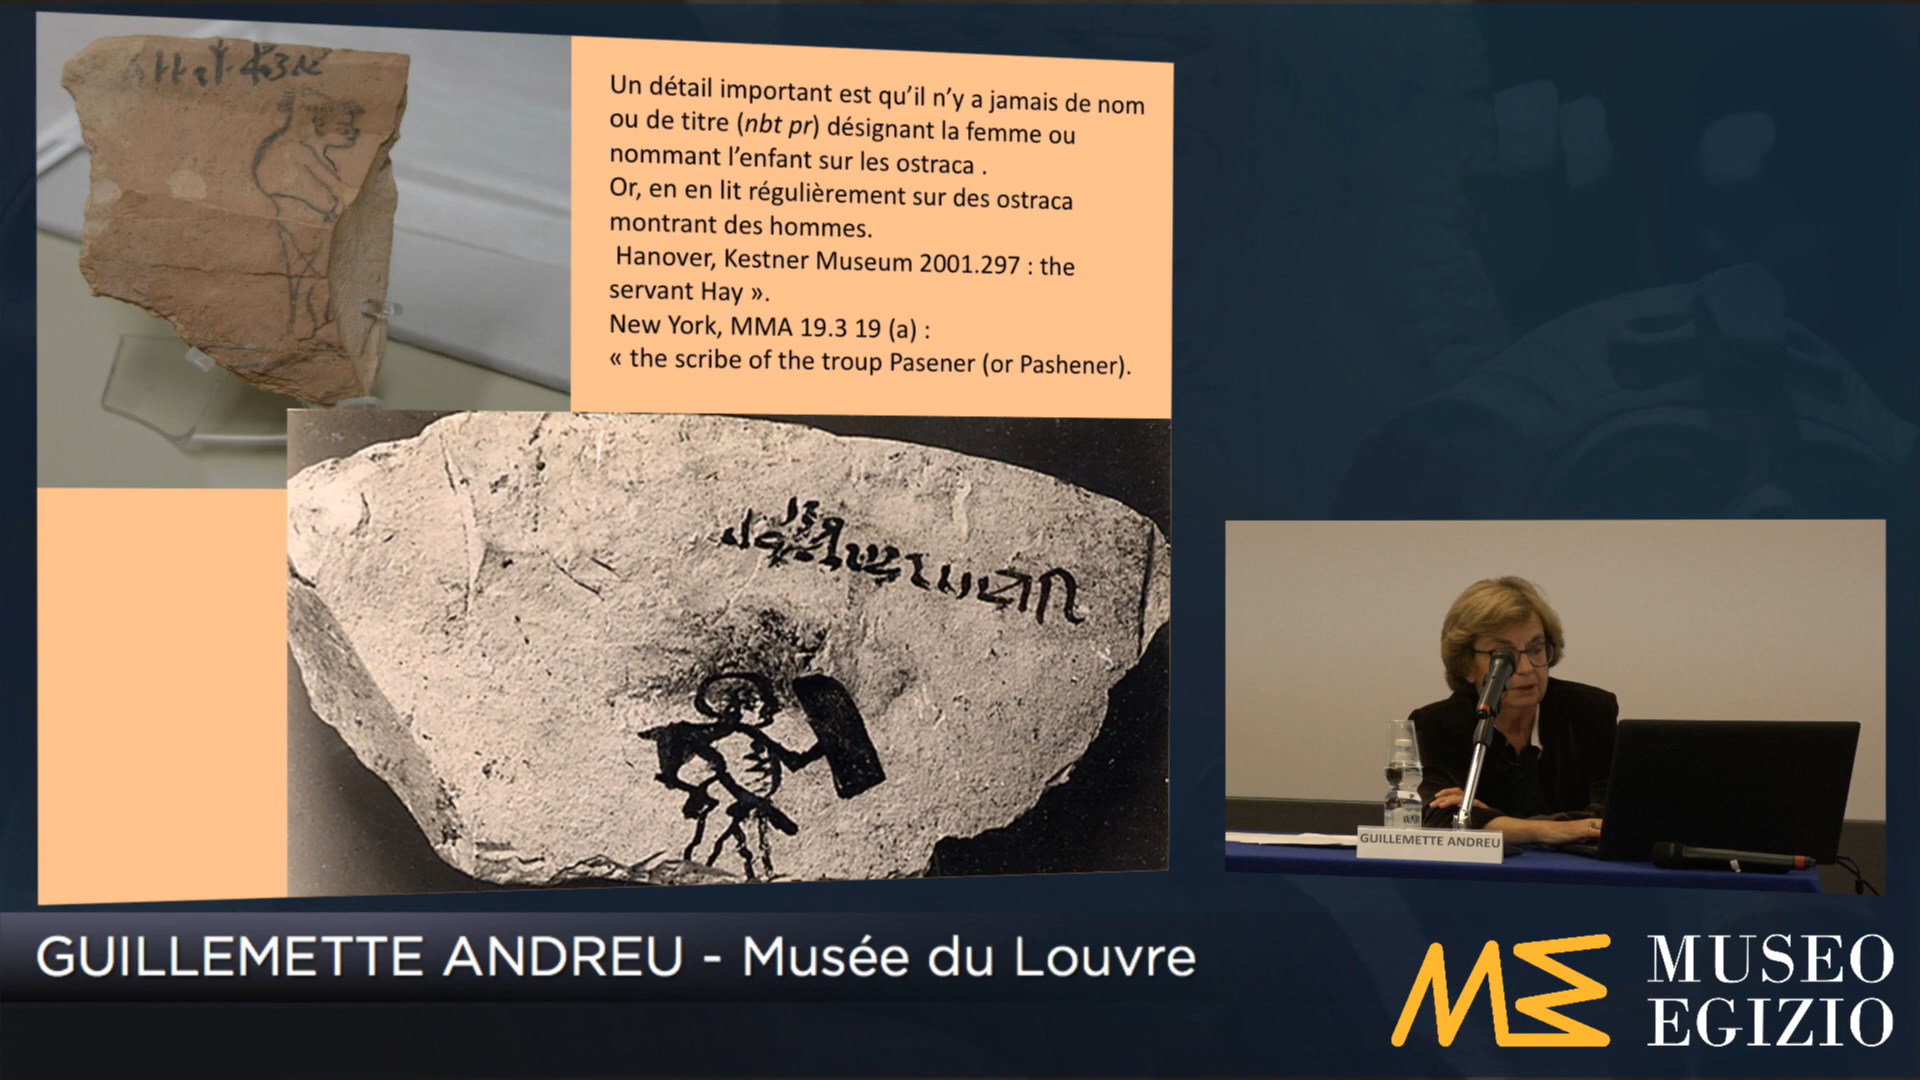 Un détail important est qu'il n'y a jamais de nom
ou de titre (nbt pr) désignant la femme ou
nommant l'enfant sur les ostraca .
Or, en en lit régulièrement sur des ostraca
montrant des hommes.
Hanover, Kestner Museum 2001.297 : the
servant Hay ».
New York, MMA 19.3 19 (a) :
« the scribe of the troup Pasener (or Pashener).
GUILLEMETTE ANDREU
GUILLEMETTE ANDREU - Musée du Louvre
MUSEO
EGIZIO